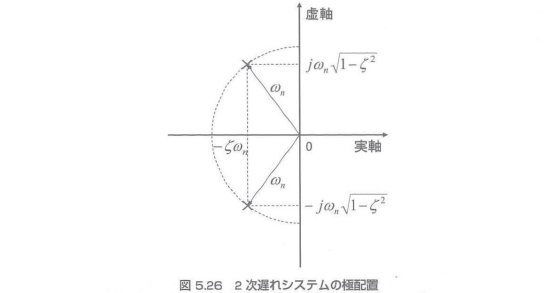 虚軸
jω_n√1−ζ²
ω_n
−ζω_n
0
実軸
ω_n
−jω_n√1−ζ²
図 5.26　2 次遅れシステムの極配置